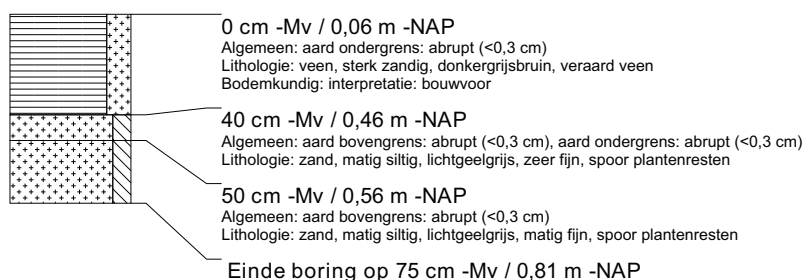 0 cm -Mv / 0,06 m -NAP
Algemeen: aard ondergrens: abrupt (<0,3 cm)
Lithologie: veen, sterk zandig, donkergrijsbruin, veraard veen
Bodemkundig: interpretatie: bouwvoor
40 cm -Mv / 0,46 m -NAP
Algemeen: aard bovengrens: abrupt (<0,3 cm), aard ondergrens: abrupt (<0,3 cm)
Lithologie: zand, matig siltig, lichtgeelgrijs, zeer fijn, spoor plantenresten
50 cm -Mv / 0,56 m -NAP
Algemeen: aard bovengrens: abrupt (<0,3 cm)
Lithologie: zand, matig siltig, lichtgeelgrijs, matig fijn, spoor plantenresten
Einde boring op 75 cm -Mv / 0,81 m -NAP